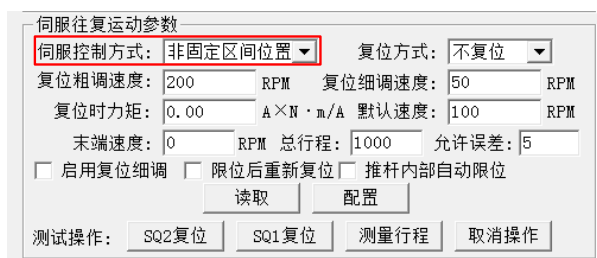 伺服往复运动参数
伺服控制方式: 非固定区间位置 复位方式: 不复位
复位粗调速度: 200 RPM 复位细调速度: 50 RPM
复位时力矩: 0.00 A×N·m/A 默认速度: 100 RPM
末端速度: 0 RPM 总行程: 1000 允许误差: 5
启用复位细调 限位后重新复位 推杆内部自动限位
读取 配置
测试操作: SQ2复位 SQ1复位 测量行程 取消操作